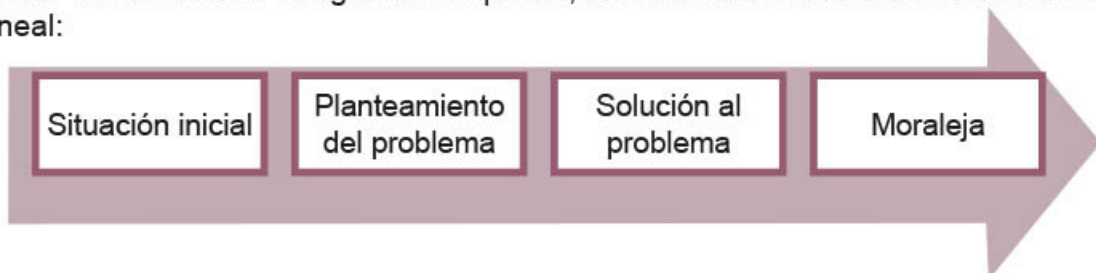 neal:
Situación inicial
Planteamiento
del problema
Solución al
problema
Moraleja